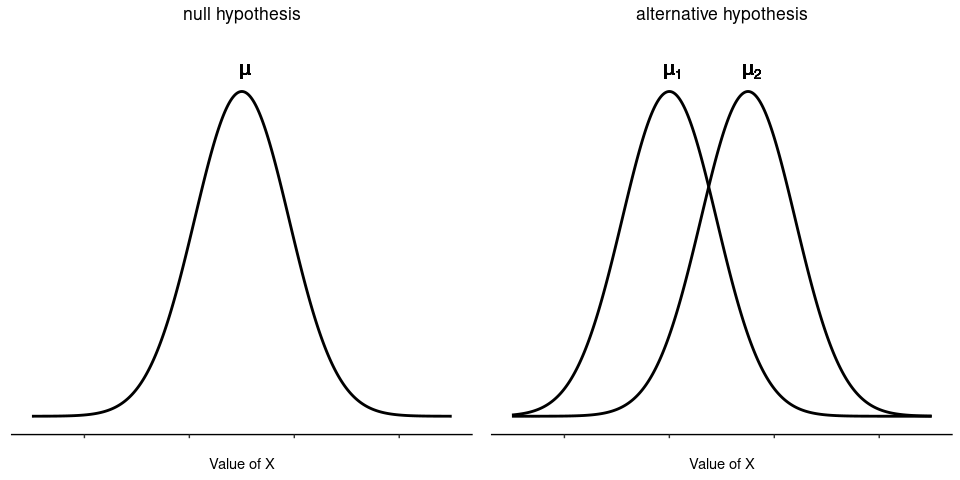 null hypothesis
μ
Value of X
alternative hypothesis
μ₁ μ₂
Value of X